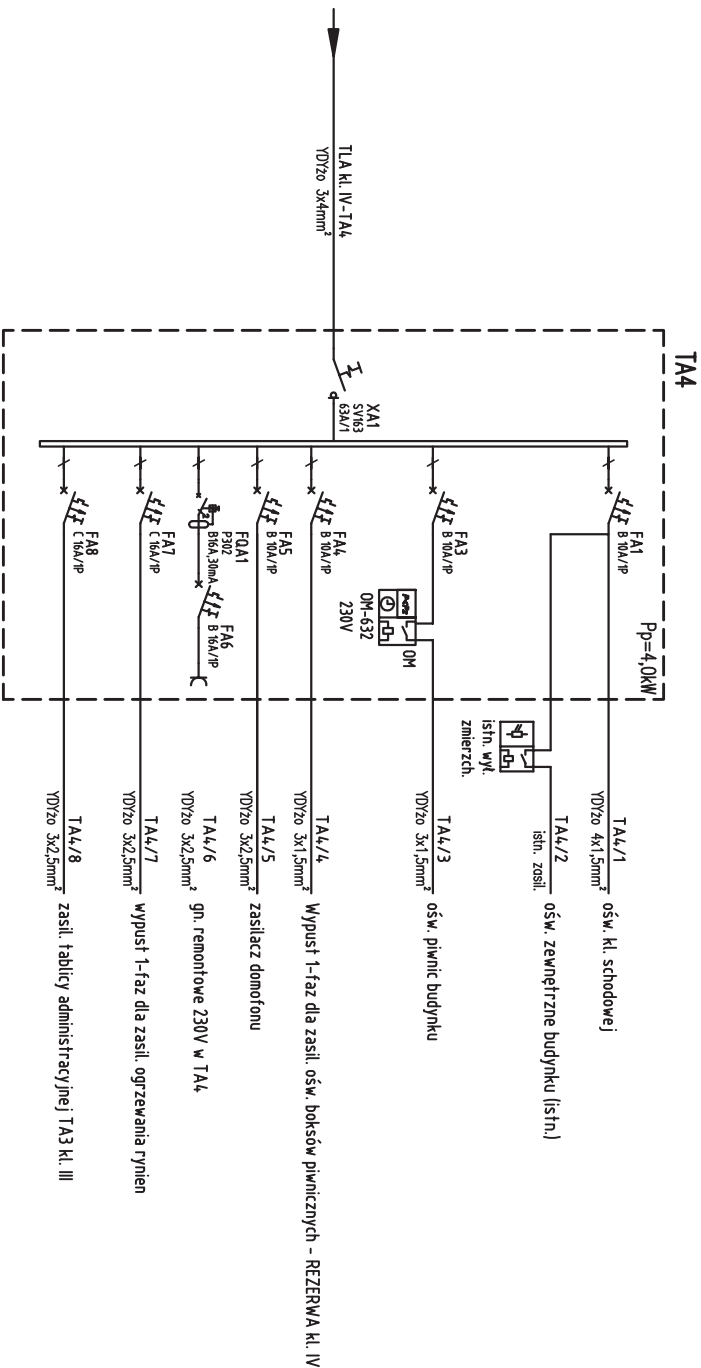 TA4
Pp=4,0kW
TLA kl. IV-TA4
YDYżo 3x4mm²
XA1
SV163
63A/1
FA1
B 10A/1P
TA4/1
YDYżo 4x1,5mm²
ośw. kl. schodowej
istn. wył.
zmierzch.
TA4/2
istn. zasil.
ośw. zewnętrzne budynku (istn.)
FA3
B 10A/1P
OM
OM-632
230V
TA4/3
YDYżo 3x1,5mm²
ośw. piwnic budynku
FA4
B 10A/1P
TA4/4
YDYżo 3x1,5mm²
Wypust 1-faz dla zasil. ośw. boksów piwnicznych - REZERWA kl. IV
FA5
B 10A/1P
TA4/5
YDYżo 3x2,5mm²
zasilacz domofonu
FQA1
P302
B16A,30mA
FA6
B 16A/1P
TA4/6
YDYżo 3x2,5mm²
gn. remontowe 230V w TA4
FA7
C 16A/1P
TA4/7
YDYżo 3x2,5mm²
wypust 1-faz dla zasil. ogrzewania rynien
FA8
C 16A/1P
TA4/8
YDYżo 3x2,5mm²
zasil. tablicy administracyjnej TA3 kl. III